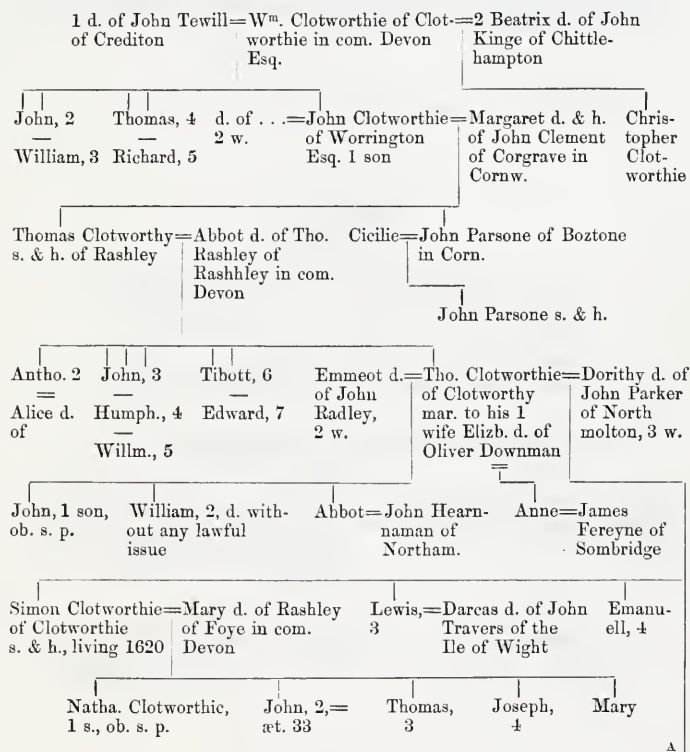 1 d. of John Tewill=Wm. Clotworthie of Clot-=2 Beatrix d. of John
of Crediton worthie in com. Devon Kinge of Chittle-
Esq. hampton
John, 2 Thomas, 4 d. of . . .=John Clotworthie=Margaret d. & h. Chris-
— — 2 w. of Worrington of John Clement topher
William, 3 Richard, 5 Esq. 1 son of Corgrave in Clot-
Cornw. worthie
Thomas Clotworthy=Abbot d. of Tho. Cicilie=John Parsone of Boztone
s. & h. of Rashley Rashley of in Corn.
Rashhley in com.
Devon
John Parsone s. & h.
Antho. 2 John, 3 Tibott, 6 Emmeot d.=Tho. Clotworthie=Dorithy d. of
= — — of John of Clotworthy John Parker
Alice d. Humph., 4 Edward, 7 Radley, mar. to his 1 of North
of — 2 w. wife Elizb. d. of molton, 3 w.
Willm., 5 Oliver Downman
=
John, 1 son, William, 2, d. with- Abbot=John Hearn- Anne=James
ob. s. p. out any lawful naman of Fereyne of
issue Northam. Sombridge
Simon Clotworthie=Mary d. of Rashley Lewis,=Darcas d. of John Emanu-
of Clotworthie of Foye in com. 3 Travers of the ell, 4
s. & h., living 1620 Devon Ile of Wight
Natha. Clotworthie, John, 2,= Thomas, Joseph, Mary
1 s., ob. s. p. æt. 33 3 4
A